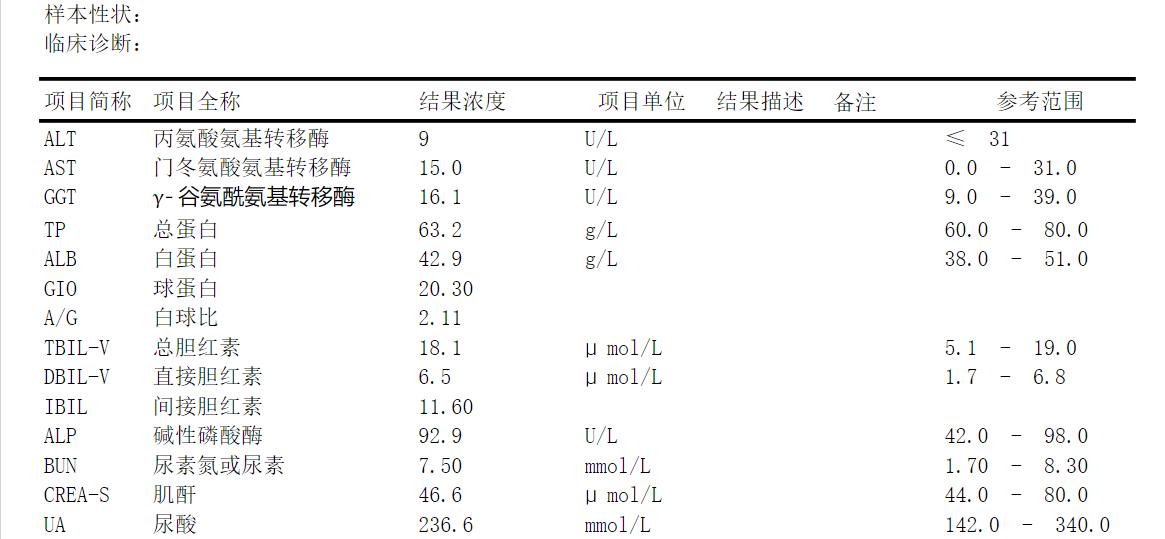 样本性状：
临床诊断：
项目简称 项目全称 结果浓度 项目单位 结果描述 备注 参考范围
ALT 丙氨酸氨基转移酶 9 U/L ≤ 31
AST 门冬氨酸氨基转移酶 15.0 U/L 0.0 - 31.0
GGT γ-谷氨酰氨基转移酶 16.1 U/L 9.0 - 39.0
TP 总蛋白 63.2 g/L 60.0 - 80.0
ALB 白蛋白 42.9 g/L 38.0 - 51.0
GIO 球蛋白 20.30
A/G 白球比 2.11
TBIL-V 总胆红素 18.1 μmol/L 5.1 - 19.0
DBIL-V 直接胆红素 6.5 μmol/L 1.7 - 6.8
IBIL 间接胆红素 11.60
ALP 碱性磷酸酶 92.9 U/L 42.0 - 98.0
BUN 尿素氮或尿素 7.50 mmol/L 1.70 - 8.30
CREA-S 肌酐 46.6 μmol/L 44.0 - 80.0
UA 尿酸 236.6 mmol/L 142.0 - 340.0